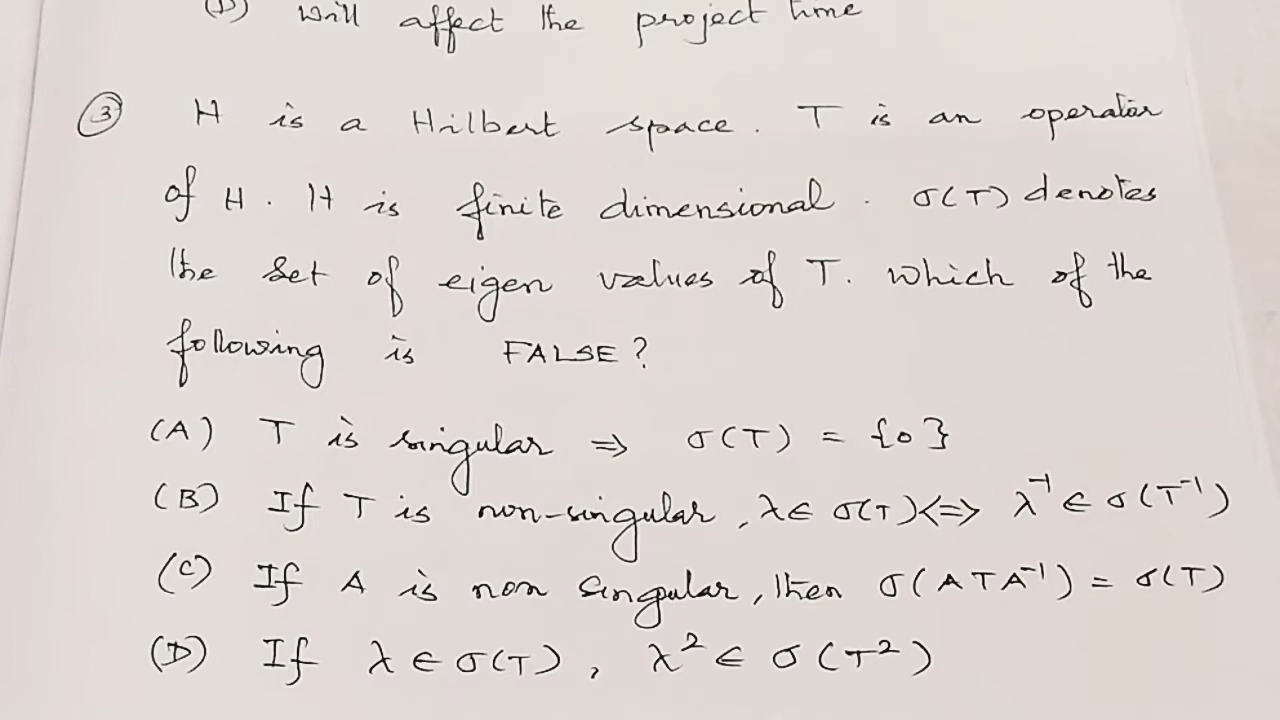 (D) will affect the project time
③ H is a Hilbert space. T is an operator
of H. H is finite dimensional. σ(T) denotes
the set of eigen values of T. which of the
following is FALSE?
(A) T is singular ⇒ σ(T) = {0}
(B) If T is non-singular, λ ∈ σ(T) <=> λ⁻¹ ∈ σ(T⁻¹)
(C) If A is non singular, then σ(ATA⁻¹) = σ(T)
(D) If λ ∈ σ(T), λ² ∈ σ(T²)